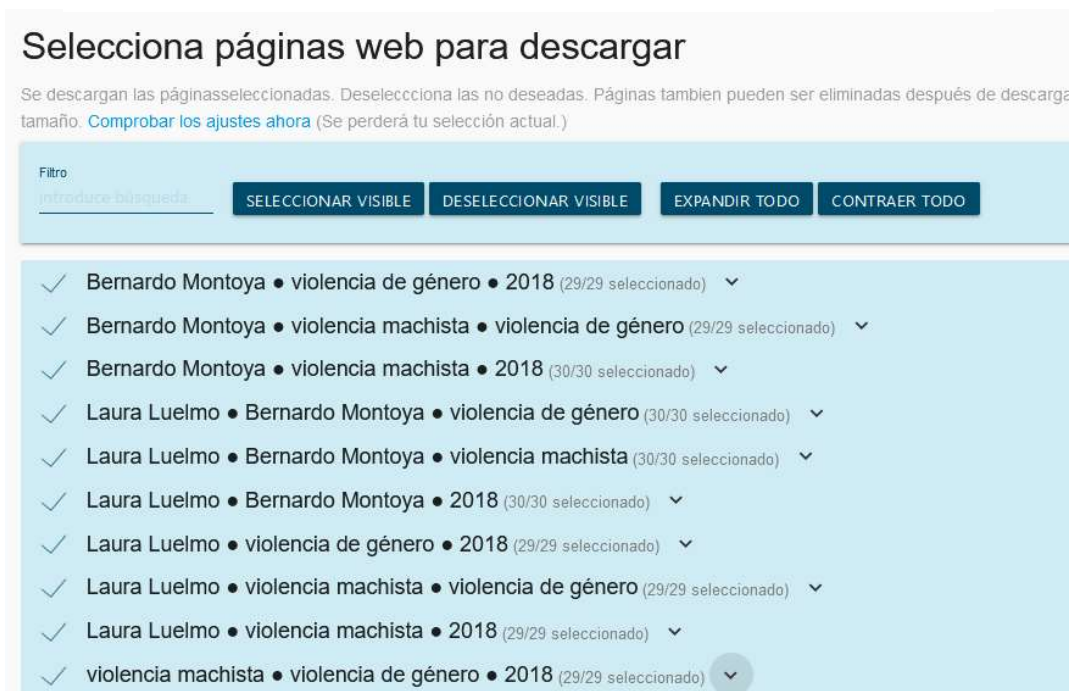 Selecciona páginas web para descargar
Se descargan las páginasseleccionadas. Deseleccciona las no deseadas. Páginas tambien pueden ser eliminadas después de descarga
tamaño. Comprobar los ajustes ahora (Se perderá tu selección actual.)
Filtro
introduce búsqueda SELECCIONAR VISIBLE DESELECCIONAR VISIBLE EXPANDIR TODO CONTRAER TODO
Bernardo Montoya ● violencia de género ● 2018 (29/29 seleccionado)
Bernardo Montoya ● violencia machista ● violencia de género (29/29 seleccionado)
Bernardo Montoya ● violencia machista ● 2018 (30/30 seleccionado)
Laura Luelmo ● Bernardo Montoya ● violencia de género (30/30 seleccionado)
Laura Luelmo ● Bernardo Montoya ● violencia machista (30/30 seleccionado)
Laura Luelmo ● Bernardo Montoya ● 2018 (30/30 seleccionado)
Laura Luelmo ● violencia de género ● 2018 (29/29 seleccionado)
Laura Luelmo ● violencia machista ● violencia de género (29/29 seleccionado)
Laura Luelmo ● violencia machista ● 2018 (29/29 seleccionado)
violencia machista ● violencia de género ● 2018 (29/29 seleccionado)